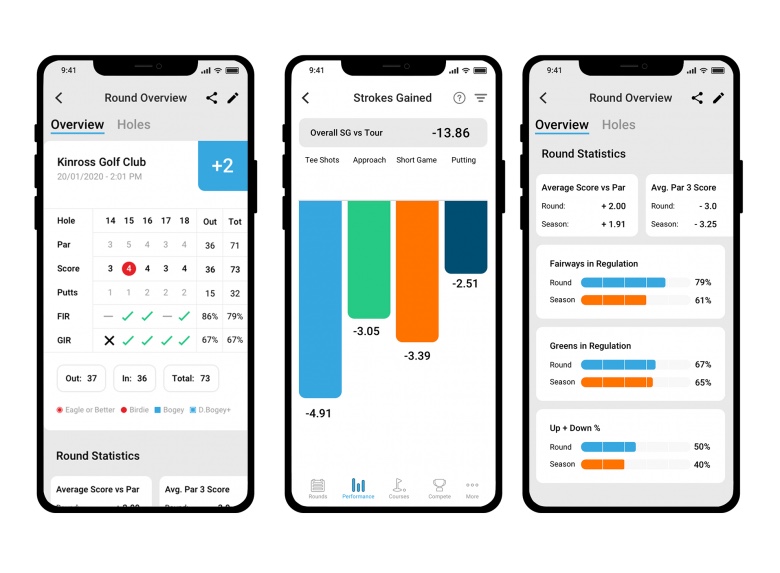 9:41
Round Overview
Overview Holes
Kinross Golf Club
20/01/2020 - 2:01 PM
+2
Hole 14 15 16 17 18 Out Tot
Par 3 5 4 3 4 36 71
Score 3 4 4 3 4 36 73
Putts 1 1 2 2 2 15 32
FIR 86% 79%
GIR 67% 67%
Out: 37 In: 36 Total: 73
Eagle or Better Birdie Bogey D.Bogey+
Round Statistics
Average Score vs Par Avg. Par 3 Score
9:41
Strokes Gained
Overall SG vs Tour -13.86
Tee Shots Approach Short Game Putting
-2.51
-3.05
-3.39
-4.91
Rounds Performance Courses Compete More
9:41
Round Overview
Overview Holes
Round Statistics
Average Score vs Par Avg. Par 3 Score
Round: + 2.00 Round: - 3.0
Season: + 1.91 Season: - 3.25
Fairways in Regulation
Round 79%
Season 61%
Greens in Regulation
Round 67%
Season 65%
Up + Down %
Round 50%
Season 40%